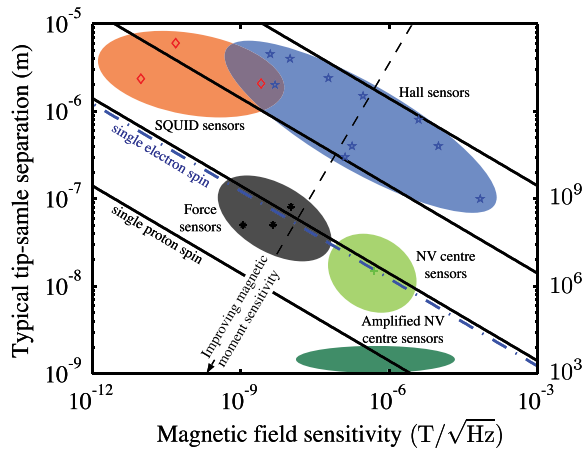 10⁻⁵
10⁻⁶
10⁻⁷
10⁻⁸
10⁻⁹
Typical tip-samle separation (m)
Hall sensors
SQUID sensors
single electron spin
single proton spin
Force
sensors
NV centre
sensors
Amplified NV
centre sensors
Improving magnetic
moment sensitivity
10⁹
10⁶
10³
10⁻¹²
10⁻⁹
10⁻⁶
10⁻³
Magnetic field sensitivity (T/√Hz)